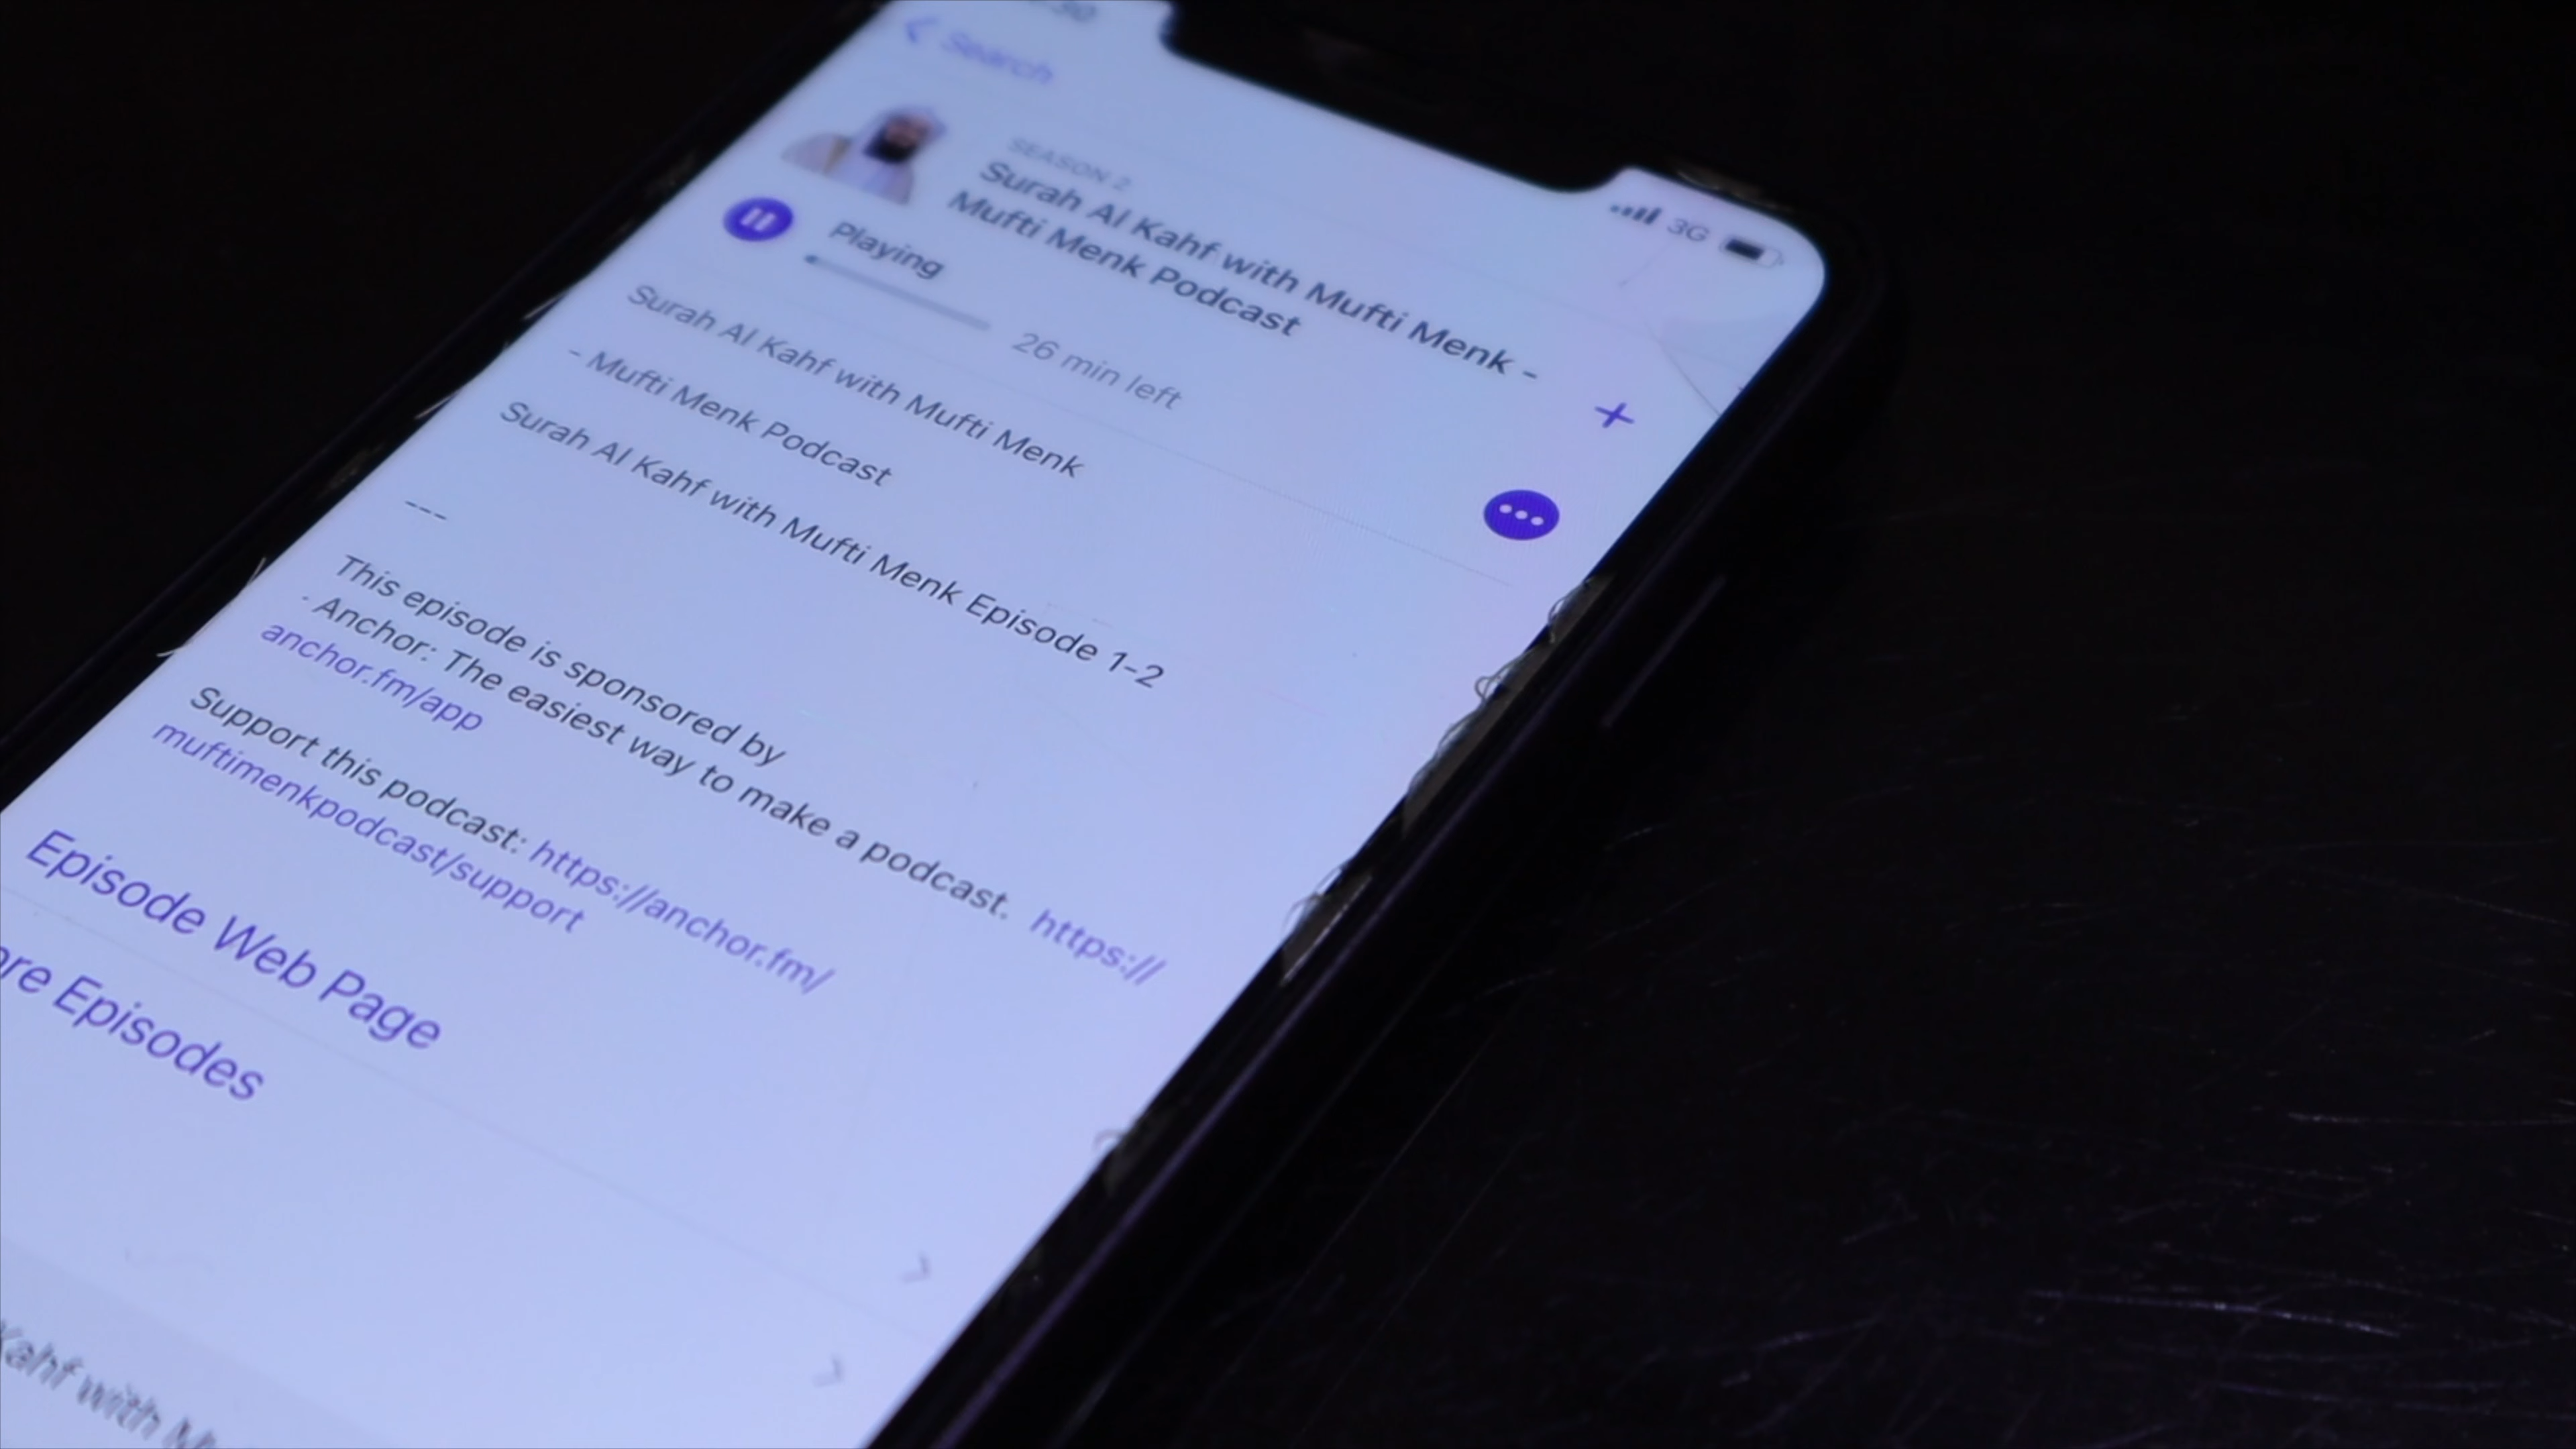 Search
3G
SEASON 2
Surah Al Kahf with Mufti Menk -
Mufti Menk Podcast
Playing
26 min left
Surah Al Kahf with Mufti Menk
- Mufti Menk Podcast
Surah Al Kahf with Mufti Menk Episode 1-2
---
This episode is sponsored by
· Anchor: The easiest way to make a podcast. https://
anchor.fm/app
Support this podcast: https://anchor.fm/
muftimenkpodcast/support
Episode Web Page
ore Episodes
Kahf with M